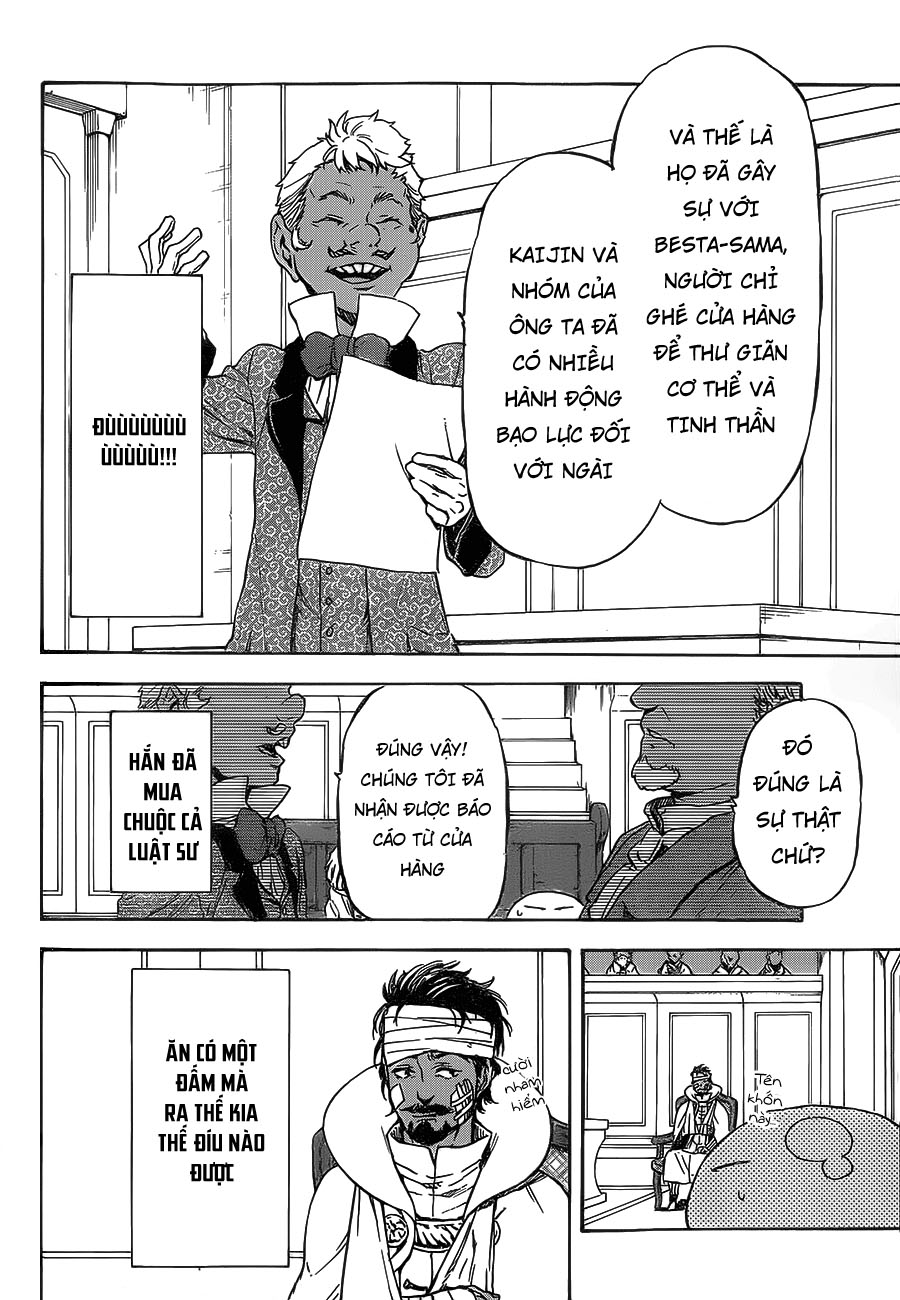 VÀ THẾ LÀ
HỌ ĐÃ GÂY
SỰ VỚI
BESTA-SAMA,
NGƯỜI CHỈ
GHÉ CỬA HÀNG
ĐỂ THƯ GIÃN
CƠ THỂ VÀ
TINH THẦN
KAIJIN VÀ
NHÓM CỦA
ÔNG TA ĐÃ
CÓ NHIỀU
HÀNH ĐỘNG
BẠO LỰC ĐỐI
VỚI NGÀI
ĐÙÙÙÙÙÙÙ
ÙÙÙÙÙ!!!
ĐÓ
ĐÚNG LÀ
SỰ THẬT
CHỨ?
ĐÚNG VẬY!
CHÚNG TÔI ĐÃ
NHẬN ĐƯỢC BÁO
CÁO TỪ CỬA
HÀNG
HẮN ĐÃ
MUA
CHUỘC CẢ
LUẬT SƯ
Tên
khốn
này
cười
nham
hiểm
ĂN CÓ MỘT
ĐẤM MÀ
RA THẾ KIA
THẾ ĐÍU NÀO
ĐƯỢC